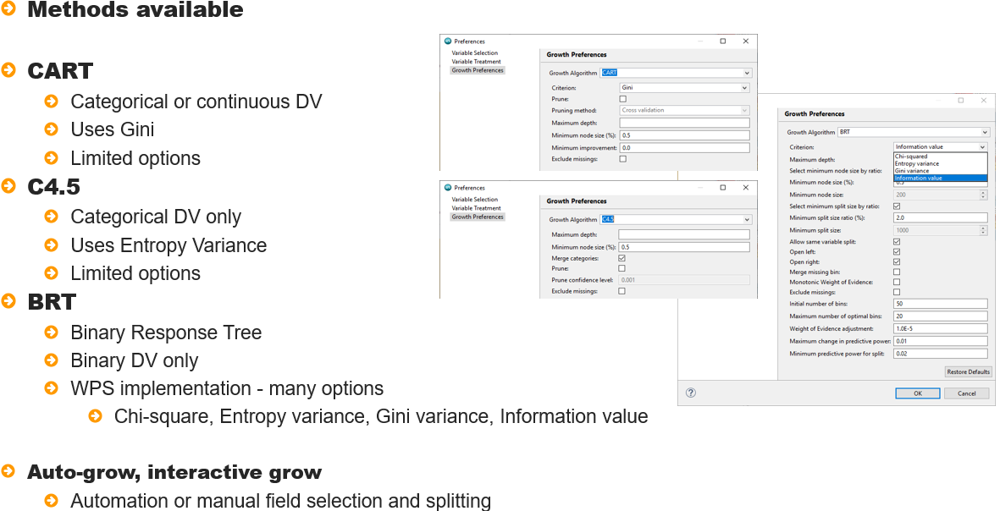 Methods available
CART
Categorical or continuous DV
Uses Gini
Limited options
C4.5
Categorical DV only
Uses Entropy Variance
Limited options
BRT
Binary Response Tree
Binary DV only
WPS implementation - many options
Chi-square, Entropy variance, Gini variance, Information value
Auto-grow, interactive grow
Automation or manual field selection and splitting
Preferences
Variable Selection
Variable Treatment
Growth Preferences
Growth Preferences
Growth Algorithm CART
Criterion: Gini
Prune:
Pruning method: Cross validation
Maximum depth:
Minimum node size (%): 0.5
Minimum improvement: 0.0
Exclude missings:
Preferences
Variable Selection
Variable Treatment
Growth Preferences
Growth Preferences
Growth Algorithm C4.5
Maximum depth:
Minimum node size (%): 0.5
Merge categories:
Prune:
Prune confidence level: 0.001
Exclude missings:
Growth Preferences
Growth Algorithm BRT
Criterion: Information value
Chi-squared
Entropy variance
Gini variance
Information value
Maximum depth:
Select minimum node size by ratio:
Minimum node size (%): 0.5
Minimum node size: 200
Select minimum split size by ratio:
Minimum split size ratio (%): 2.0
Minimum split size: 1000
Allow same variable split:
Open left:
Open right:
Merge missing bin:
Monotonic Weight of Evidence:
Exclude missings:
Initial number of bins: 50
Maximum number of optimal bins: 20
Weight of Evidence adjustment: 1.0E-5
Maximum change in predictive power: 0.01
Minimum predictive power for split: 0.02
Restore Defaults
OK
Cancel